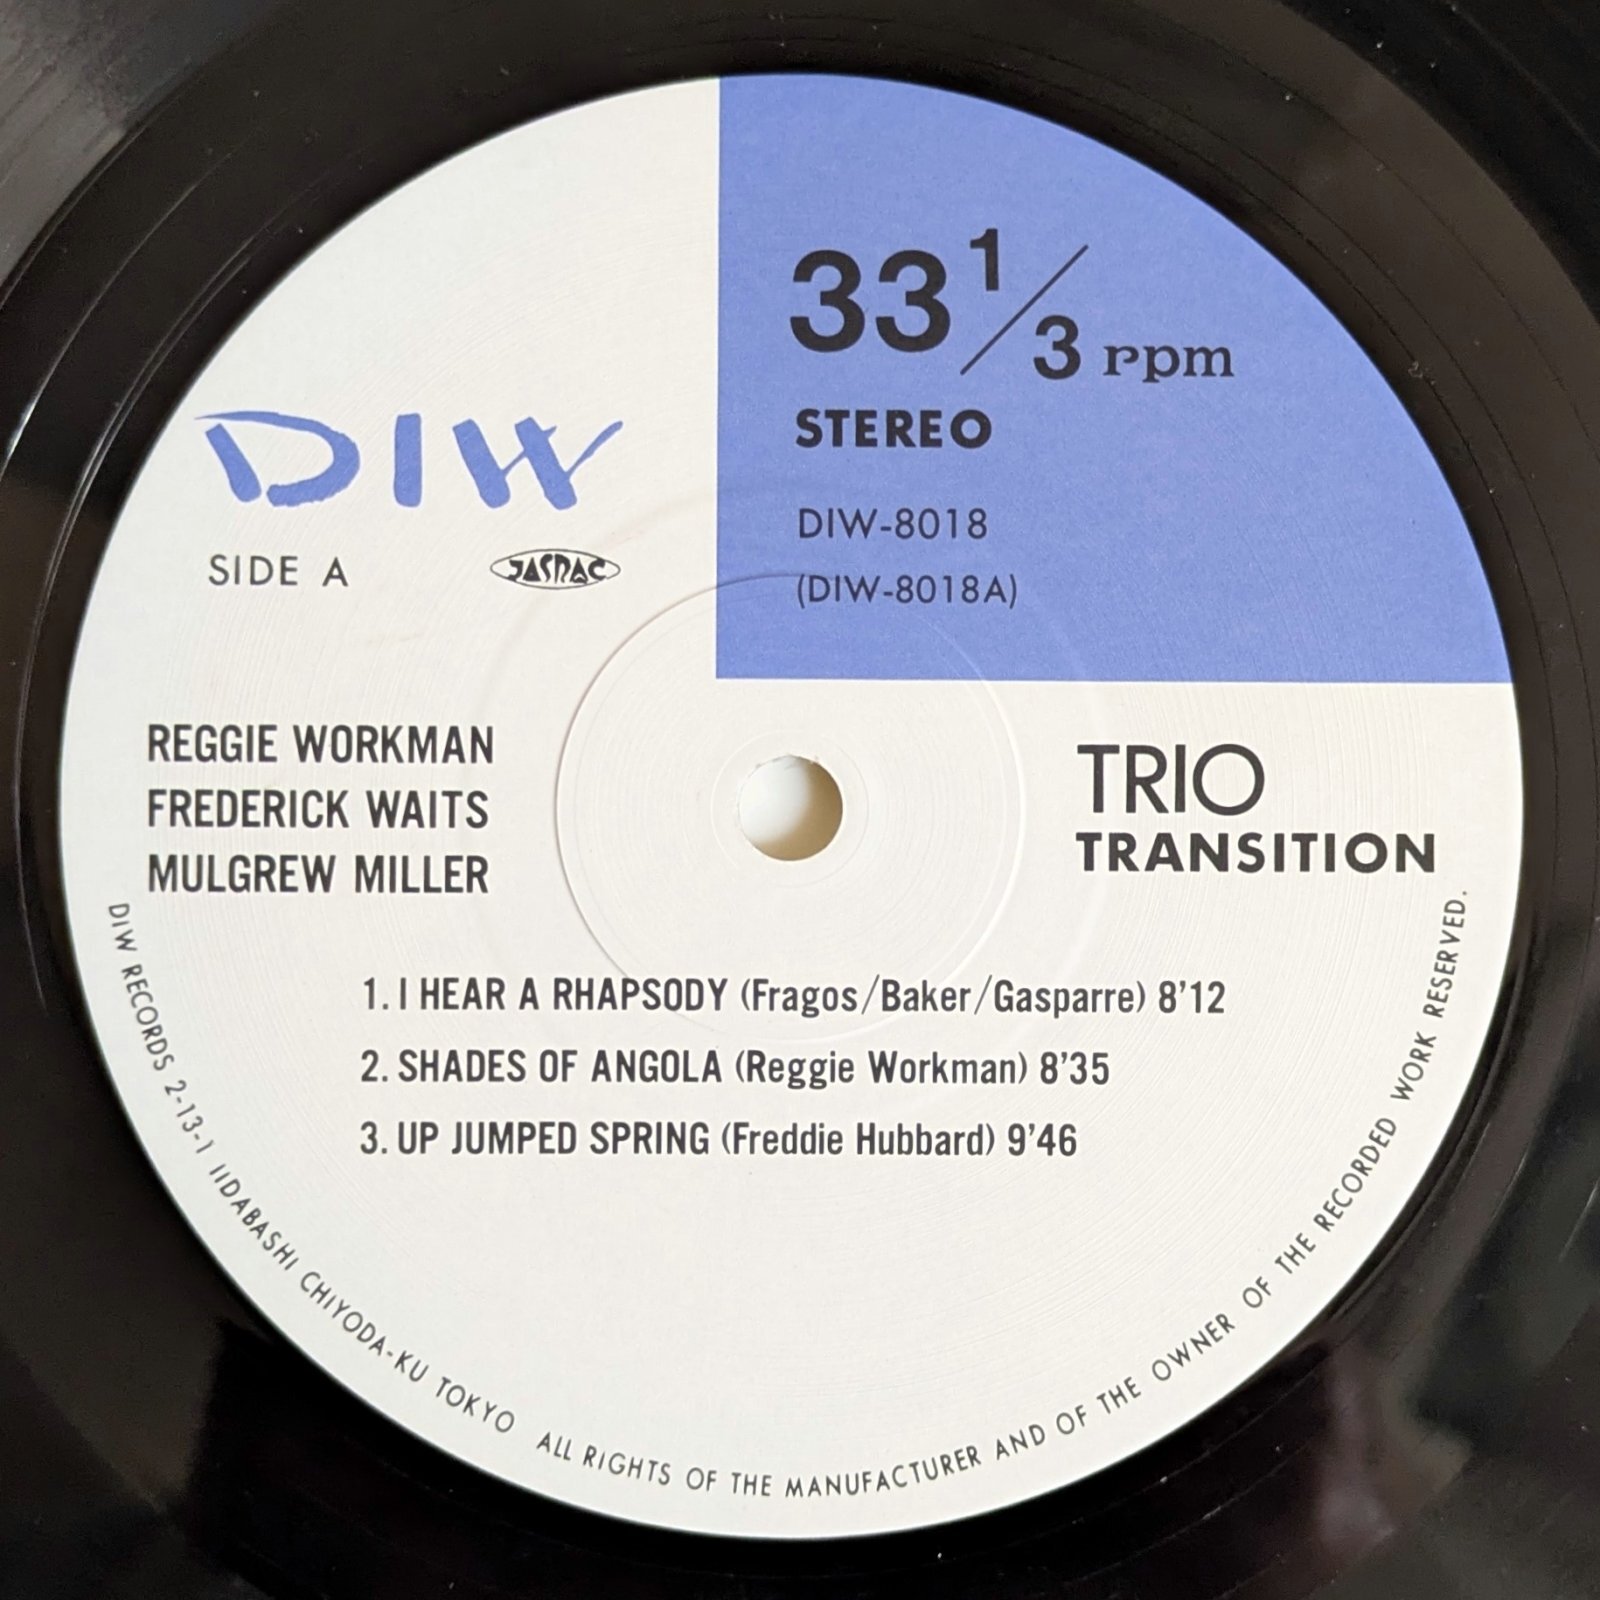 33 1/3 rpm
STEREO
DIW-8018
(DIW-8018A)
DIW
SIDE A
JASRAC
REGGIE WORKMAN
FREDERICK WAITS
MULGREW MILLER
TRIO
TRANSITION
1. I HEAR A RHAPSODY (Fragos/Baker/Gasparre) 8'12
2. SHADES OF ANGOLA (Reggie Workman) 8'35
3. UP JUMPED SPRING (Freddie Hubbard) 9'46
DIW RECORDS 2-13-1 IIDABASHI CHIYODA-KU TOKYO ALL RIGHTS OF THE MANUFACTURER AND OF THE OWNER OF THE RECORDED WORK RESERVED.